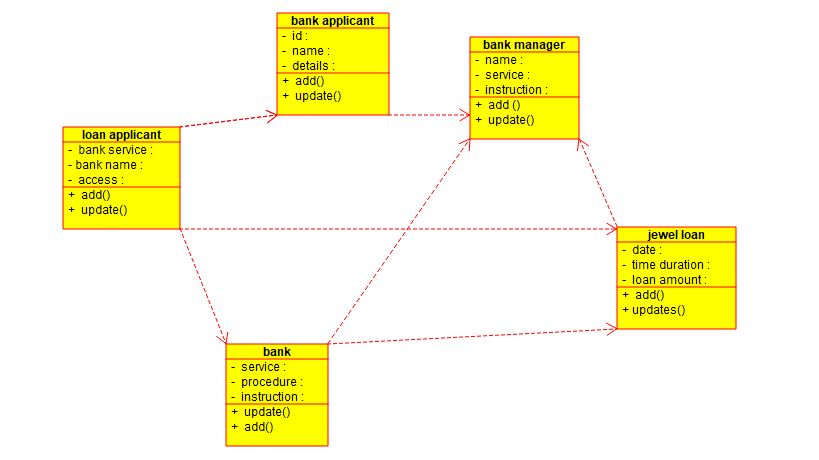 bank applicant
- id :
- name :
- details :
+ add()
+ update()
bank manager
- name :
- service :
- instruction :
+ add ()
+ update()
loan applicant
- bank service :
- bank name :
- access :
+ add()
+ update()
jewel loan
- date :
- time duration :
- loan amount :
+ add()
+ updates()
bank
- service :
- procedure :
- instruction :
+ update()
+ add()